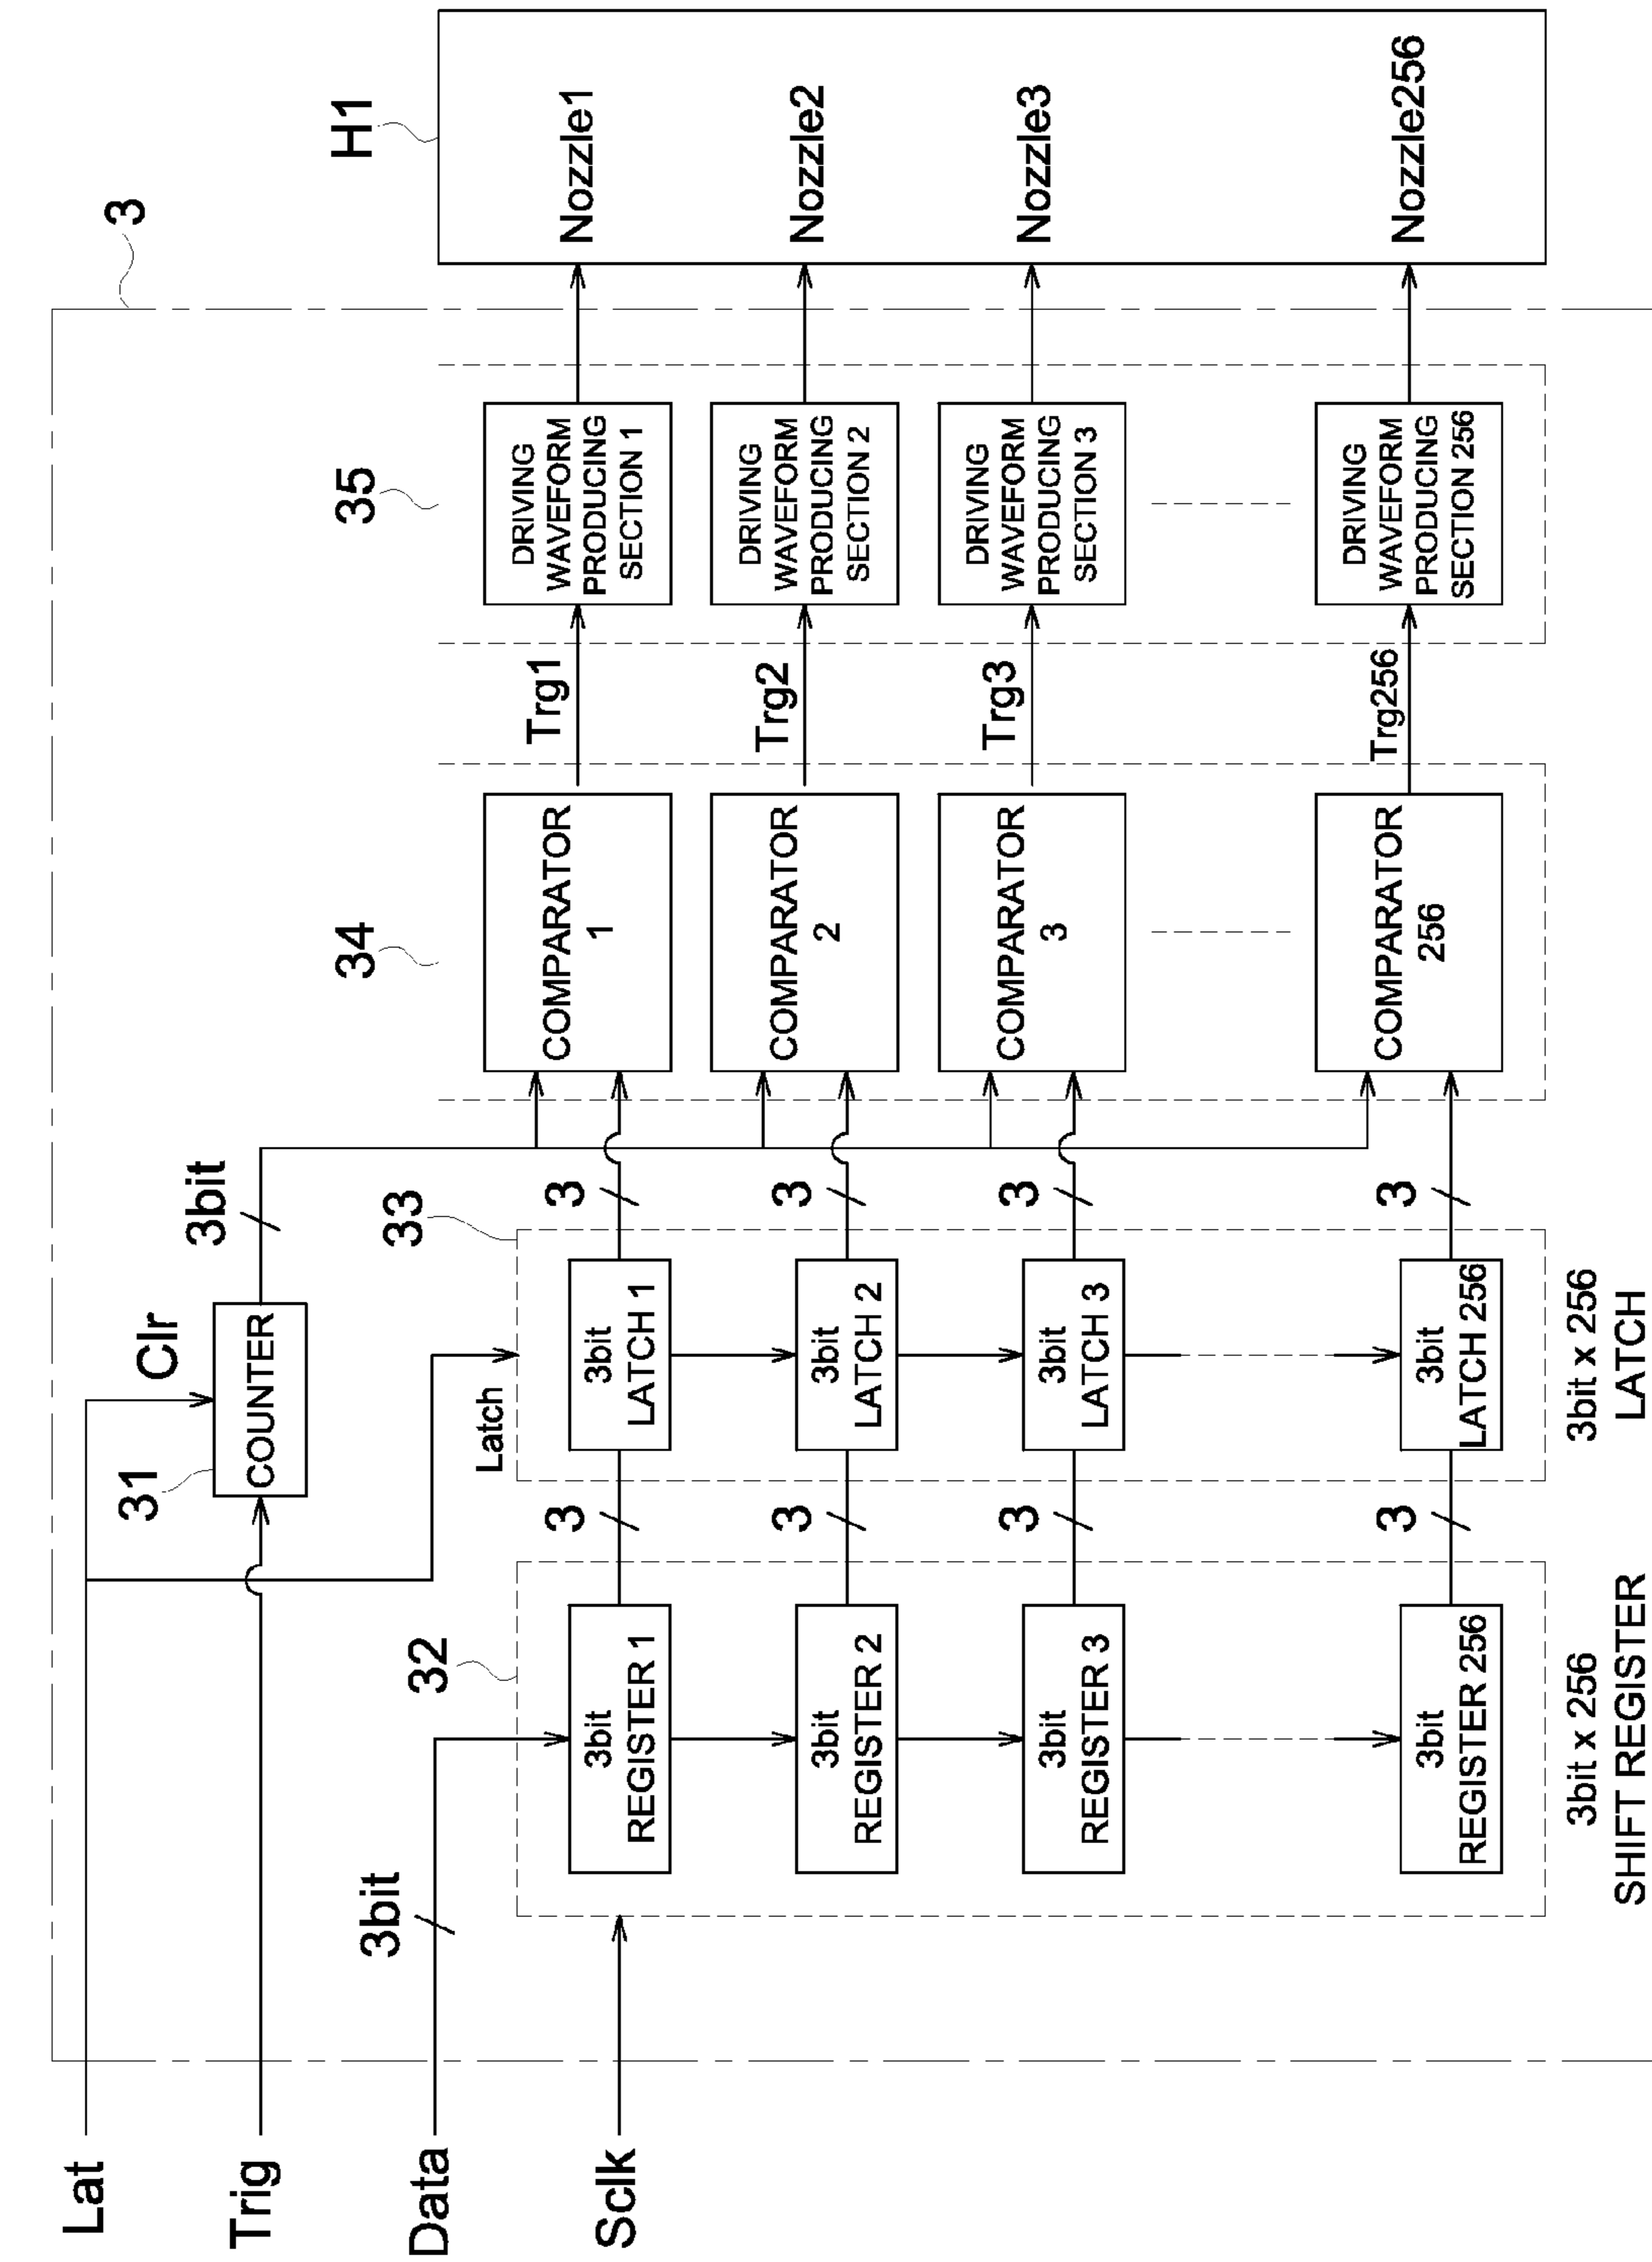 Lat
Trig
Data
Sclk
3
31
COUNTER
Clr
3bit
3bit
32
3bit
REGISTER 1
3bit
REGISTER 2
3bit
REGISTER 3
3bit
REGISTER 256
3bit x 256
SHIFT REGISTER
3
3
3
3
Latch
33
3bit
LATCH 1
3bit
LATCH 2
3bit
LATCH 3
3bit
LATCH 256
3bit x 256
LATCH
3
3
3
3
34
COMPARATOR
1
COMPARATOR
2
COMPARATOR
3
COMPARATOR
256
Trg1
Trg2
Trg3
Trg256
35
DRIVING
WAVEFORM
PRODUCING
SECTION 1
DRIVING
WAVEFORM
PRODUCING
SECTION 2
DRIVING
WAVEFORM
PRODUCING
SECTION 3
DRIVING
WAVEFORM
PRODUCING
SECTION 256
H1
Nozzle1
Nozzle2
Nozzle3
Nozzle256